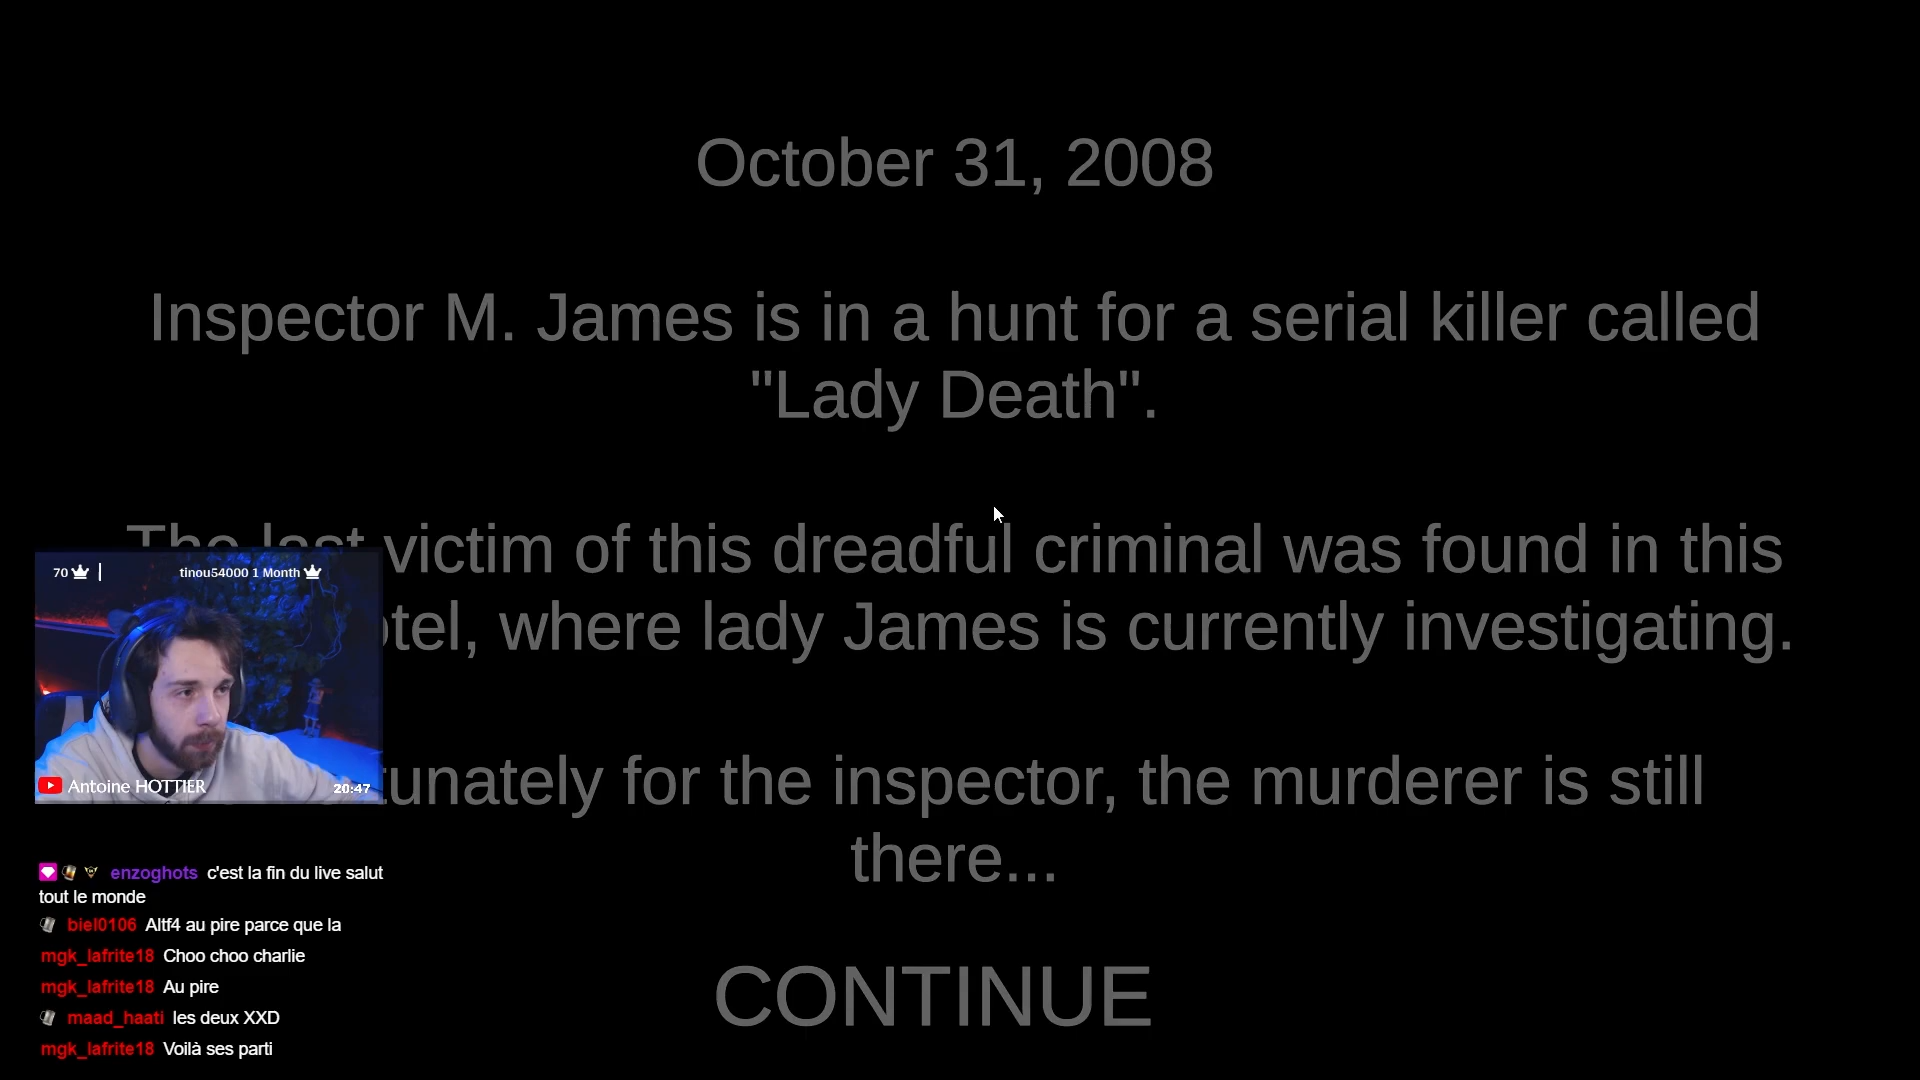 October 31, 2008
Inspector M. James is in a hunt for a serial killer called
"Lady Death".
The last victim of this dreadful criminal was found in this
otel, where lady James is currently investigating.
tunately for the inspector, the murderer is still
there...
CONTINUE
70 tinou54000 1 Month
Antoine HOTTIER 20:47
enzoghots c'est la fin du live salut
tout le monde
biel0106 Altf4 au pire parce que la
mgk_lafrite18 Choo choo charlie
mgk_lafrite18 Au pire
maad_haati les deux XXD
mgk_lafrite18 Voilà ses parti